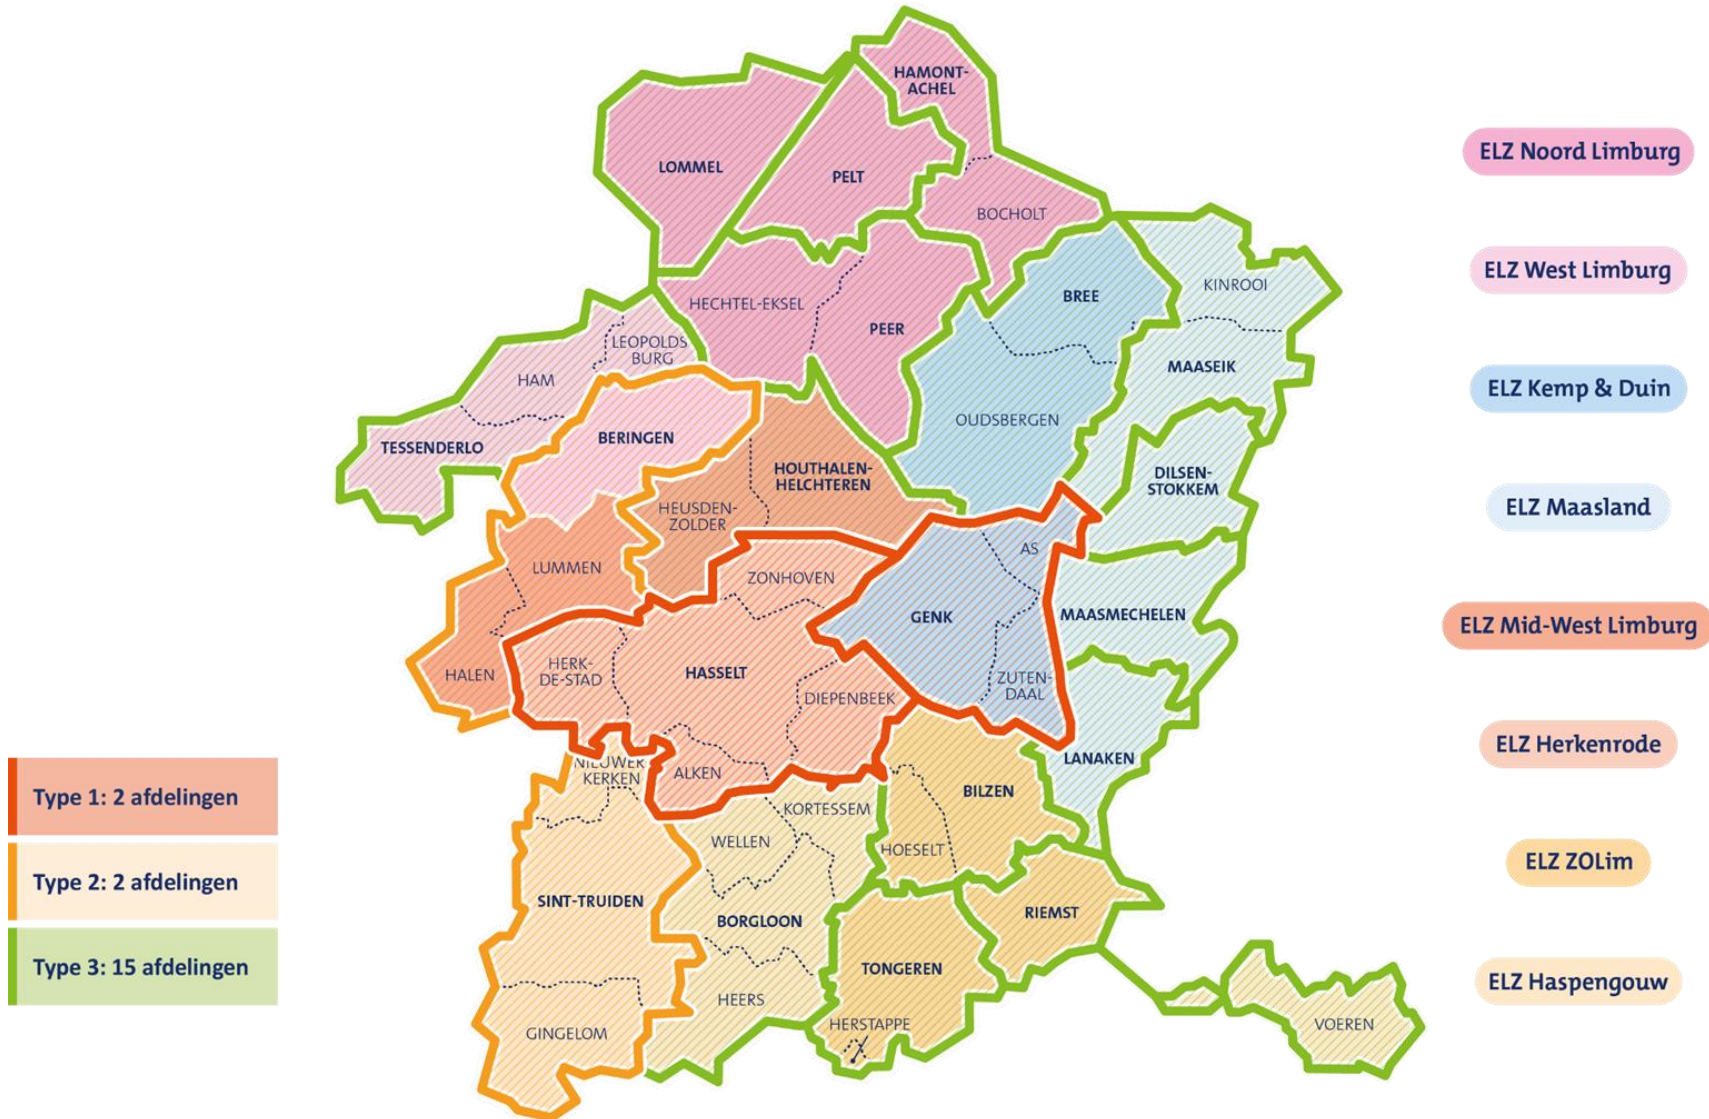 HAMONT-
ACHEL
LOMMEL
PELT
BOCHOLT
HECHTEL-EKSEL
PEER
BREE
KINROOI
LEOPOLDS
BURG
HAM
MAASEIK
OUDSBERGEN
TESSENDERLO
BERINGEN
HOUTHALEN-
HELCHTEREN
DILSEN-
STOKKEM
HEUSDEN-
ZOLDER
LUMMEN
ZONHOVEN
AS
GENK
MAASMECHELEN
HALEN
HERK-
DE-STAD
HASSELT
DIEPENBEEK
ZUTEN-
DAAL
NIEUWER
KERKEN
ALKEN
LANAKEN
BILZEN
KORTESSEM
WELLEN
HOESELT
SINT-TRUIDEN
BORGLOON
RIEMST
TONGEREN
HEERS
GINGELOM
HERSTAPPE
VOEREN
ELZ Noord Limburg
ELZ West Limburg
ELZ Kemp & Duin
ELZ Maasland
ELZ Mid-West Limburg
ELZ Herkenrode
ELZ ZOLim
ELZ Haspengouw
Type 1: 2 afdelingen
Type 2: 2 afdelingen
Type 3: 15 afdelingen